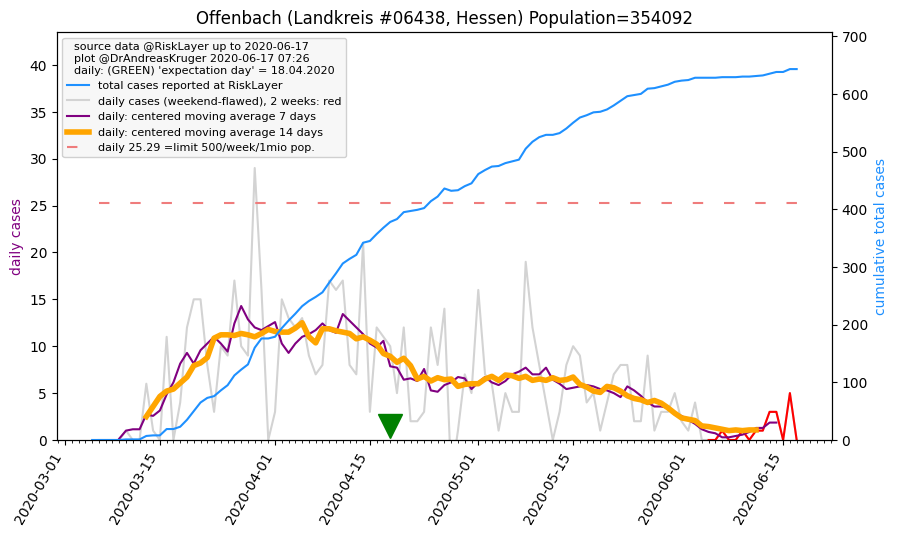 Offenbach (Landkreis #06438, Hessen) Population=354092
source data @RiskLayer up to 2020-06-17
plot @DrAndreasKruger 2020-06-17 07:26
daily: (GREEN) 'expectation day' = 18.04.2020
total cases reported at RiskLayer
daily cases (weekend-flawed), 2 weeks: red
daily: centered moving average 7 days
daily: centered moving average 14 days
daily 25.29 =limit 500/week/1mio pop.
daily cases
40
35
30
25
20
15
10
5
0
700
600
500
400
300
200
100
0
cumulative total cases
2020-03-01
2020-03-15
2020-04-01
2020-04-15
2020-05-01
2020-05-15
2020-06-01
2020-06-15